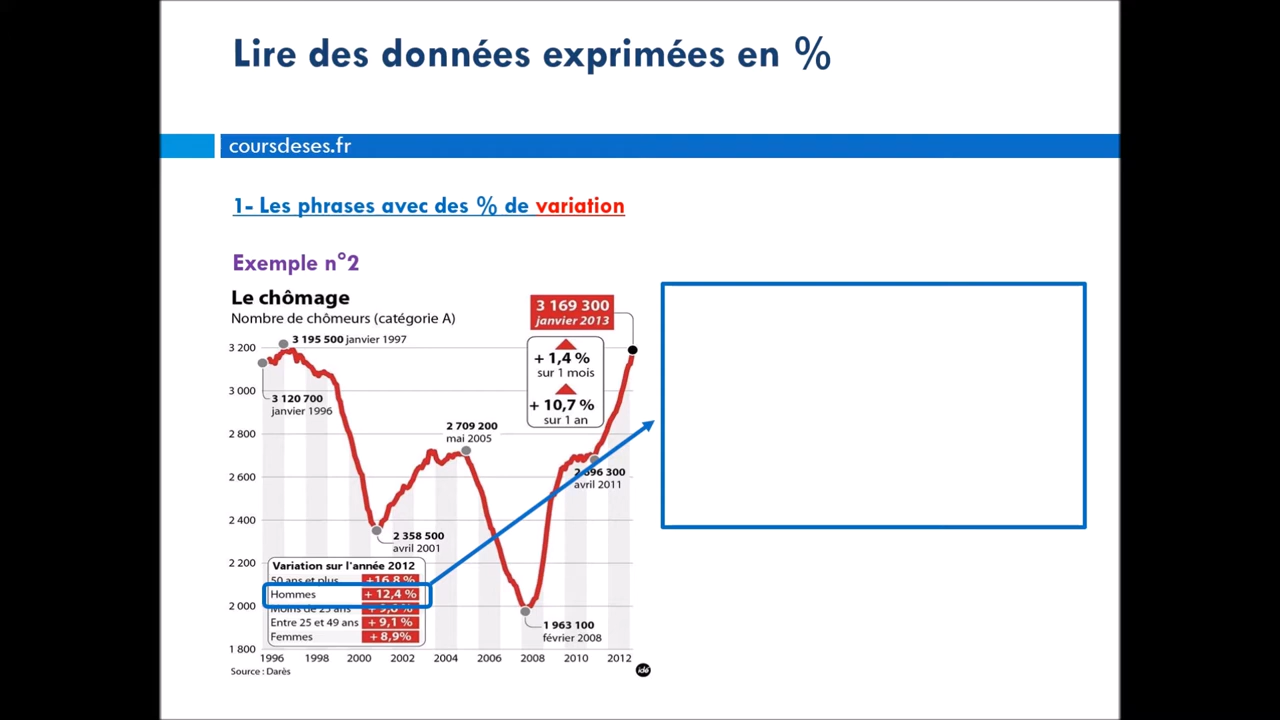 Lire des données exprimées en %
coursdeses.fr
1- Les phrases avec des % de variation
Exemple n°2
Le chômage
Nombre de chômeurs (catégorie A)
3 169 300
janvier 2013
3 195 500 janvier 1997
3 200
+ 1,4 %
sur 1 mois
+ 10,7 %
sur 1 an
3 000
3 120 700
janvier 1996
2 800
2 709 200
mai 2005
2 600
2 696 300
avril 2011
2 400
2 358 500
avril 2001
2 200
Variation sur l'année 2012
50 ans et plus +16,8 %
Hommes + 12,4 %
2 000
Moins de 25 ans
Entre 25 et 49 ans + 9,1 %
Femmes + 8,9%
1 963 100
février 2008
1 800
1996 1998 2000 2002 2004 2006 2008 2010 2012
Source : Darès
idé